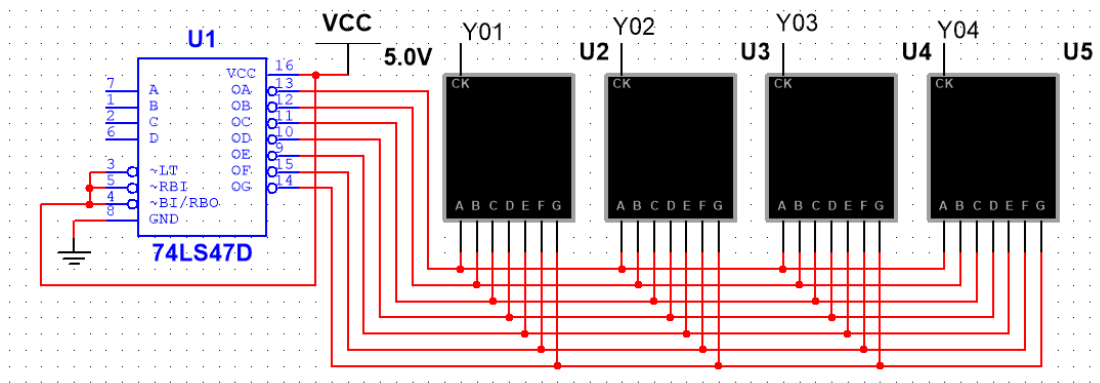 VCC
5.0V
U1
VCC 16
7 A OA 13
1 B OB 12
2 C OC 11
6 D OD 10
OE 9
3 ~LT OF 15
5 ~RBI OG 14
4 ~BI/RBO
8 GND
74LS47D
Y01 U2
CK
A B C D E F G
Y02 U3
CK
A B C D E F G
Y03 U4
CK
A B C D E F G
Y04 U5
CK
A B C D E F G